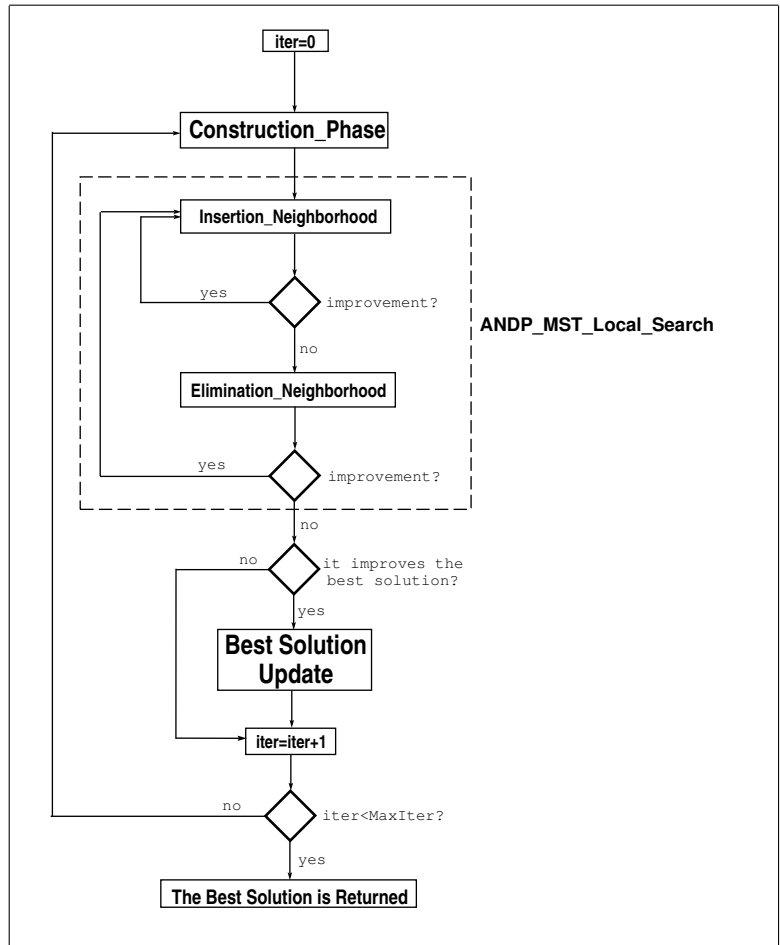 iter=0
Construction_Phase
Insertion_Neighborhood
yes
improvement?
ANDP_MST_Local_Search
no
Elimination_Neighborhood
yes
improvement?
no
no
it improves the
best solution?
yes
Best Solution
Update
iter=iter+1
no
iter<MaxIter?
yes
The Best Solution is Returned